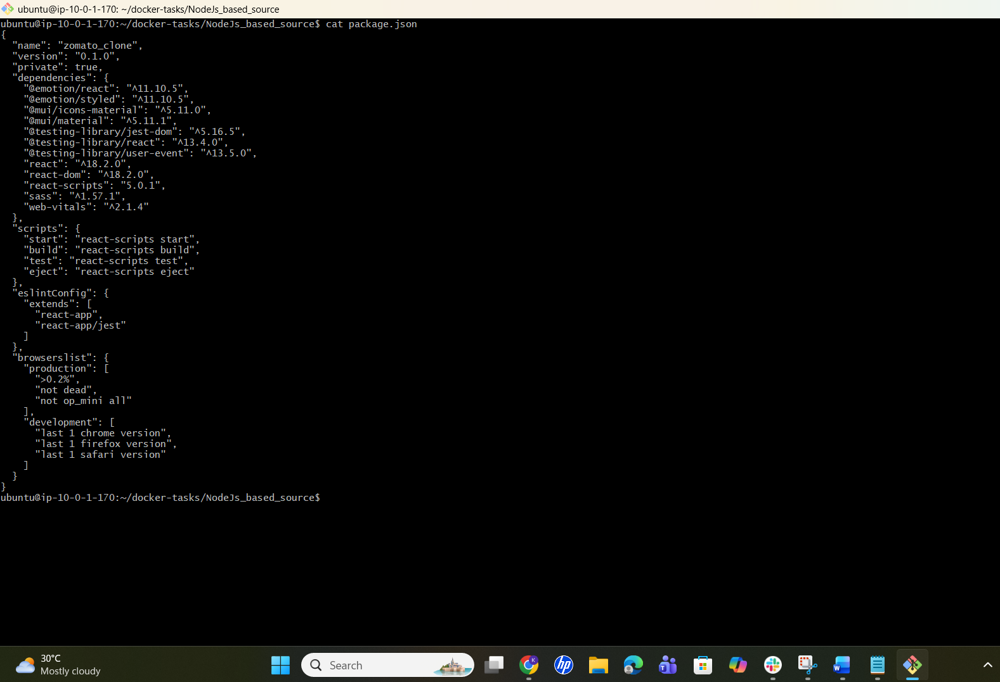 ubuntu@ip-10-0-1-170: ~/docker-tasks/NodeJs_based_source
ubuntu@ip-10-0-1-170:~/docker-tasks/NodeJs_based_source$ cat package.json
{
  "name": "zomato_clone",
  "version": "0.1.0",
  "private": true,
  "dependencies": {
    "@emotion/react": "^11.10.5",
    "@emotion/styled": "^11.10.5",
    "@mui/icons-material": "^5.11.0",
    "@mui/material": "^5.11.1",
    "@testing-library/jest-dom": "^5.16.5",
    "@testing-library/react": "^13.4.0",
    "@testing-library/user-event": "^13.5.0",
    "react": "^18.2.0",
    "react-dom": "^18.2.0",
    "react-scripts": "5.0.1",
    "sass": "^1.57.1",
    "web-vitals": "^2.1.4"
  },
  "scripts": {
    "start": "react-scripts start",
    "build": "react-scripts build",
    "test": "react-scripts test",
    "eject": "react-scripts eject"
  },
  "eslintConfig": {
    "extends": [
      "react-app",
      "react-app/jest"
    ]
  },
  "browserslist": {
    "production": [
      ">0.2%",
      "not dead",
      "not op_mini all"
    ],
    "development": [
      "last 1 chrome version",
      "last 1 firefox version",
      "last 1 safari version"
    ]
  }
}
ubuntu@ip-10-0-1-170:~/docker-tasks/NodeJs_based_source$
30°C
Mostly cloudy
Search
K
hp
T
W